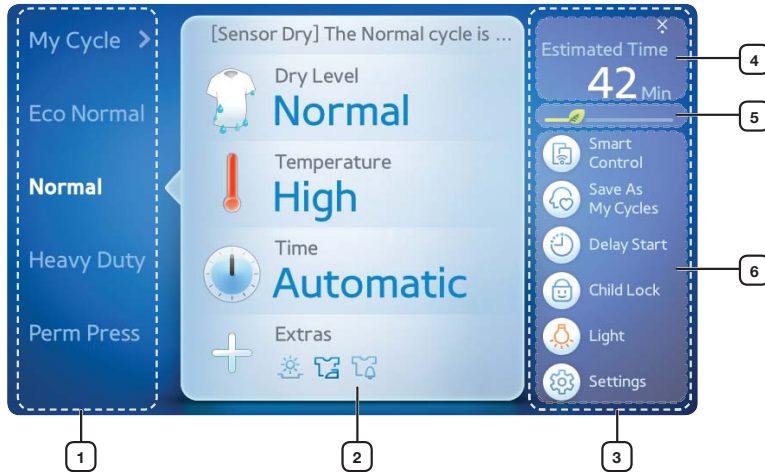 My Cycle >
Eco Normal
Normal
Heavy Duty
Perm Press
[Sensor Dry] The Normal cycle is ...
Dry Level
Normal
Temperature
High
Time
Automatic
Extras
Estimated Time
42 Min
Smart
Control
Save As
My Cycles
Delay Start
Child Lock
Light
Settings
4
5
6
1
2
3